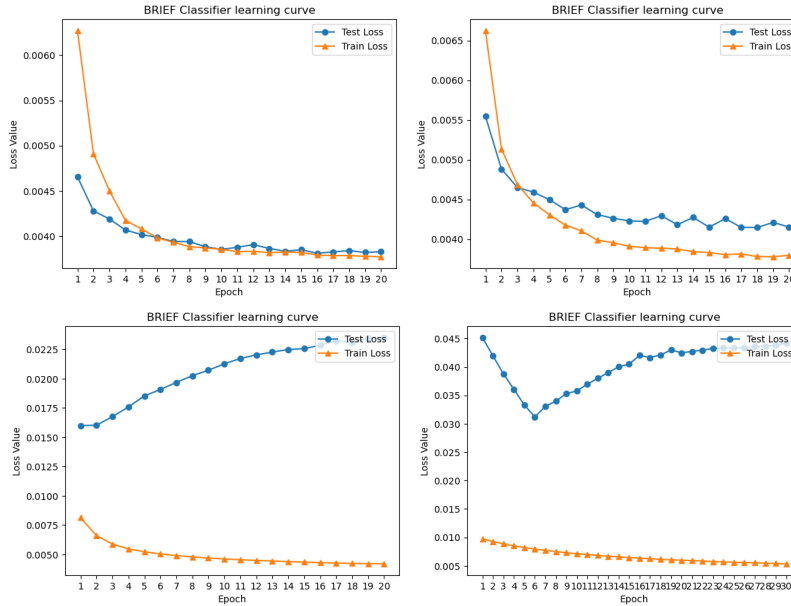 BRIEF Classifier learning curve
Test Loss
Train Loss
0.0060
0.0055
0.0050
0.0045
0.0040
Loss Value
1 2 3 4 5 6 7 8 9 10 11 12 13 14 15 16 17 18 19 20
Epoch
BRIEF Classifier learning curve
Test Loss
Train Loss
0.0065
0.0060
0.0055
0.0050
0.0045
0.0040
Loss Value
1 2 3 4 5 6 7 8 9 10 11 12 13 14 15 16 17 18 19 20
Epoch
BRIEF Classifier learning curve
Test Loss
Train Loss
0.0225
0.0200
0.0175
0.0150
0.0125
0.0100
0.0075
0.0050
Loss Value
1 2 3 4 5 6 7 8 9 10 11 12 13 14 15 16 17 18 19 20
Epoch
BRIEF Classifier learning curve
Test Loss
Train Loss
0.045
0.040
0.035
0.030
0.025
0.020
0.015
0.010
0.005
Loss Value
1 2 3 4 5 6 7 8 9 10 11 12 13 14 15 16 17 18 19 20 21 22 23 24 25 26 27 28 29 30
Epoch